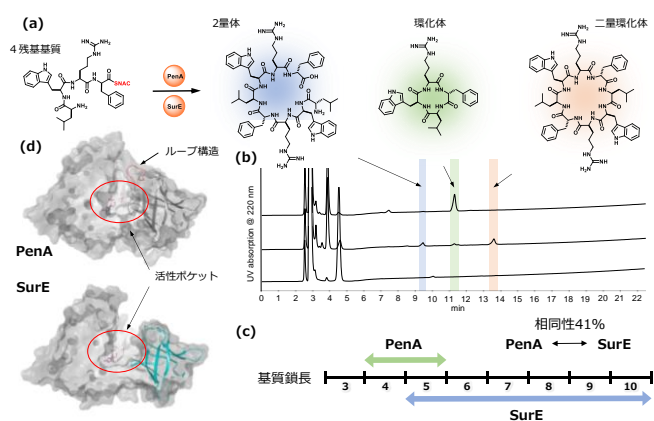 (a)
４残基基質
SNAC
PenA
SurE
2量体
環化体
二量環化体
(d)
ループ構造
PenA
活性ポケット
SurE
(b)
UV absorption @ 220 nm
0 1 2 3 4 5 6 7 8 9 10 11 12 13 14 15 16 17 18 19 20 21 22
min
(c)
相同性41%
PenA
PenA
SurE
基質鎖長
3 4 5 6 7 8 9 10
SurE